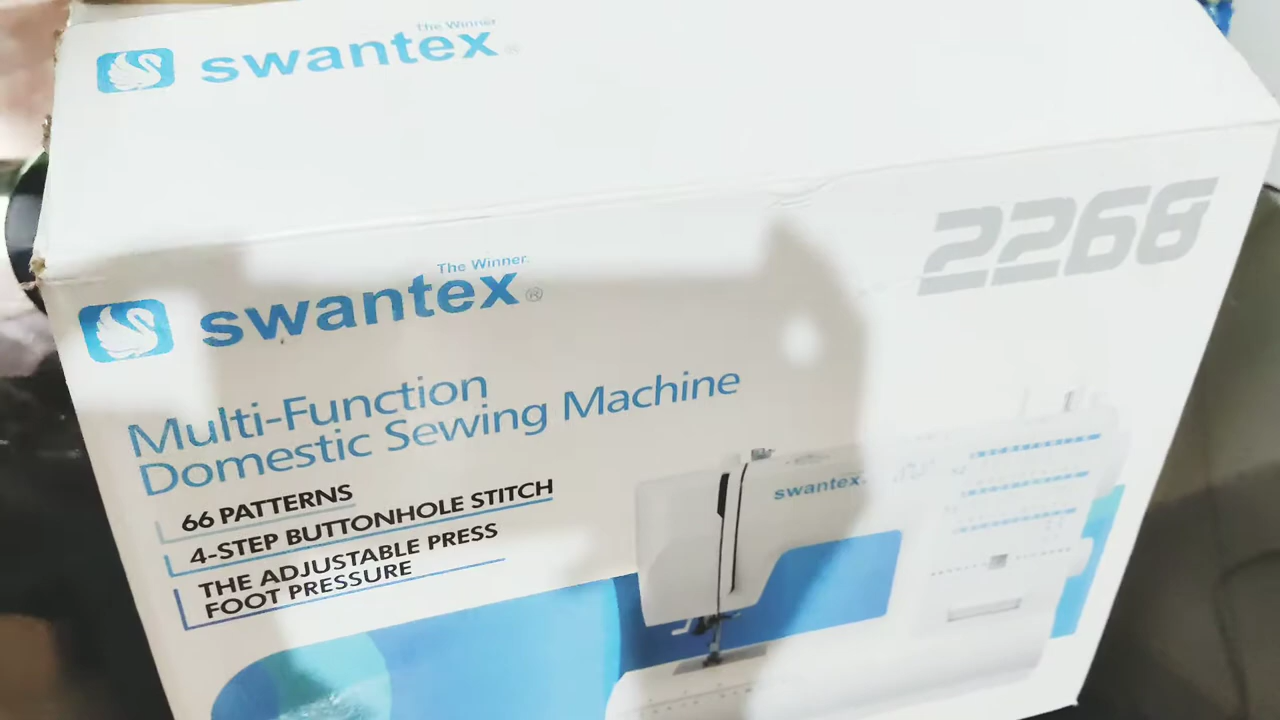 The Winner
swantex
2268
The Winner.
swantex®
Multi-Function
Domestic Sewing Machine
66 PATTERNS
4-STEP BUTTONHOLE STITCH
THE ADJUSTABLE PRESS
FOOT PRESSURE
swantex